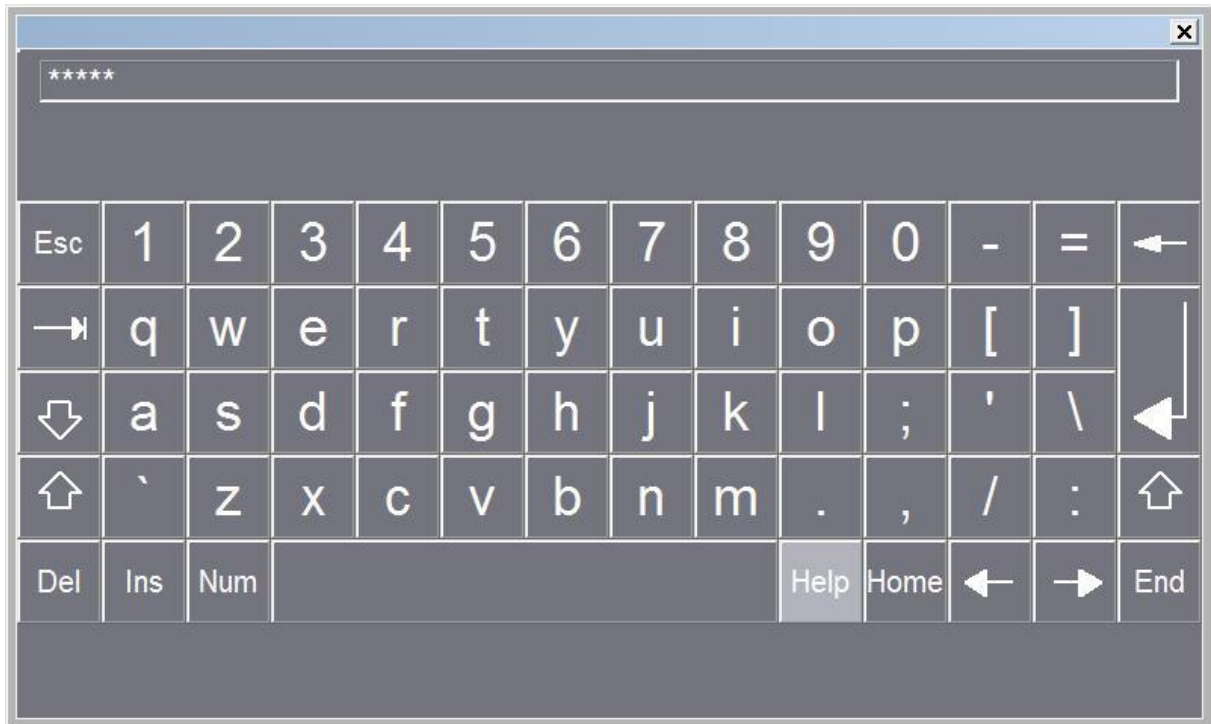 *****
Esc 1 2 3 4 5 6 7 8 9 0 - =
q w e r t y u i o p [ ]
a s d f g h j k l ; ' \
` z x c v b n m . , / :
Del Ins Num Help Home End